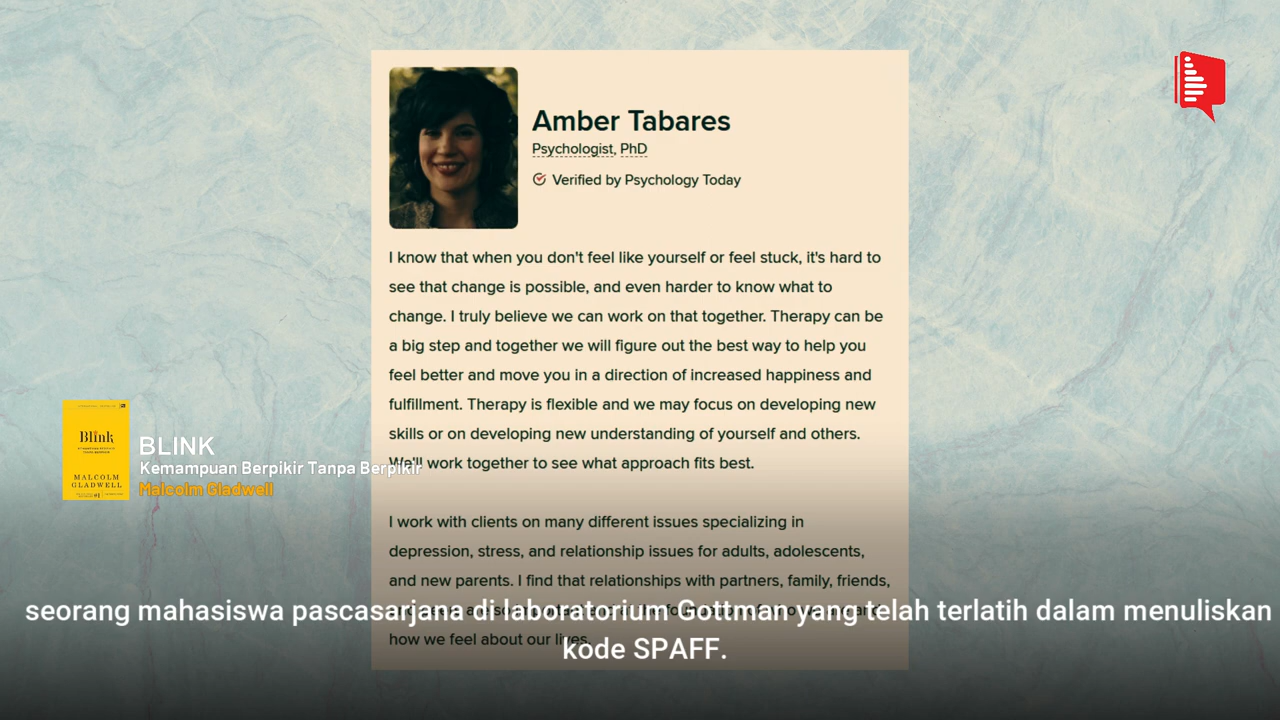 Amber Tabares
Psychologist, PhD
Verified by Psychology Today
I know that when you don't feel like yourself or feel stuck, it's hard to
see that change is possible, and even harder to know what to
change. I truly believe we can work on that together. Therapy can be
a big step and together we will figure out the best way to help you
feel better and move you in a direction of increased happiness and
fulfillment. Therapy is flexible and we may focus on developing new
skills or on developing new understanding of yourself and others.
We'll work together to see what approach fits best.
I work with clients on many different issues specializing in
depression, stress, and relationship issues for adults, adolescents,
and new parents. I find that relationships with partners, family, friends,
how we feel about our lives.
Blink
MALCOLM
GLADWELL
BLINK
Kemampuan Berpikir Tanpa Berpikir
Malcolm Gladwell
seorang mahasiswa pascasarjana di laboratorium Gottman yang telah terlatih dalam menuliskan
kode SPAFF.